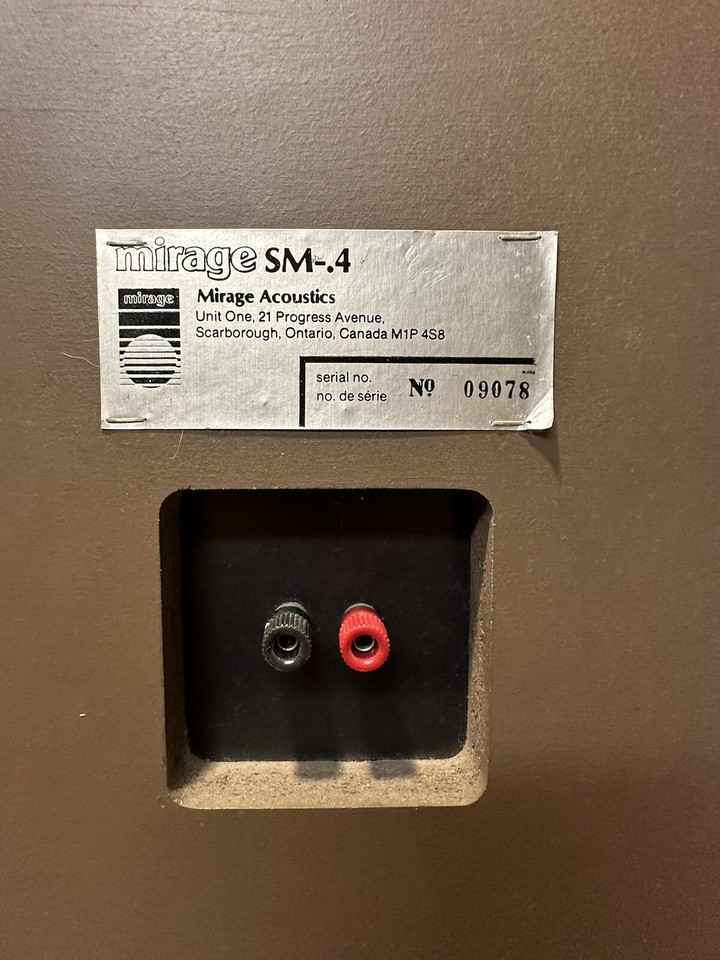 mirage SM-.4
mirage
Mirage Acoustics
Unit One, 21 Progress Avenue,
Scarborough, Ontario, Canada M1P 4S8
serial no.
no. de série
Nº 09078